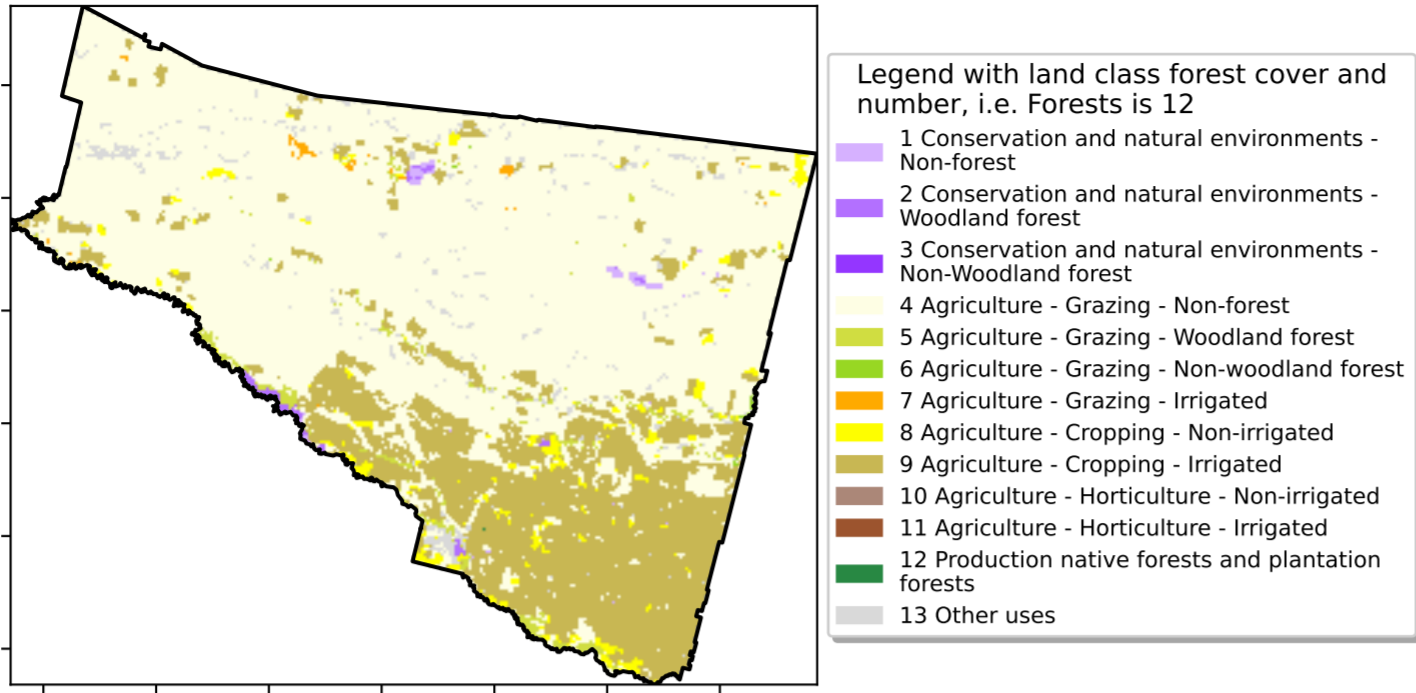 Legend with land class forest cover and
number, i.e. Forests is 12
1 Conservation and natural environments -
Non-forest
2 Conservation and natural environments -
Woodland forest
3 Conservation and natural environments -
Non-Woodland forest
4 Agriculture - Grazing - Non-forest
5 Agriculture - Grazing - Woodland forest
6 Agriculture - Grazing - Non-woodland forest
7 Agriculture - Grazing - Irrigated
8 Agriculture - Cropping - Non-irrigated
9 Agriculture - Cropping - Irrigated
10 Agriculture - Horticulture - Non-irrigated
11 Agriculture - Horticulture - Irrigated
12 Production native forests and plantation
forests
13 Other uses